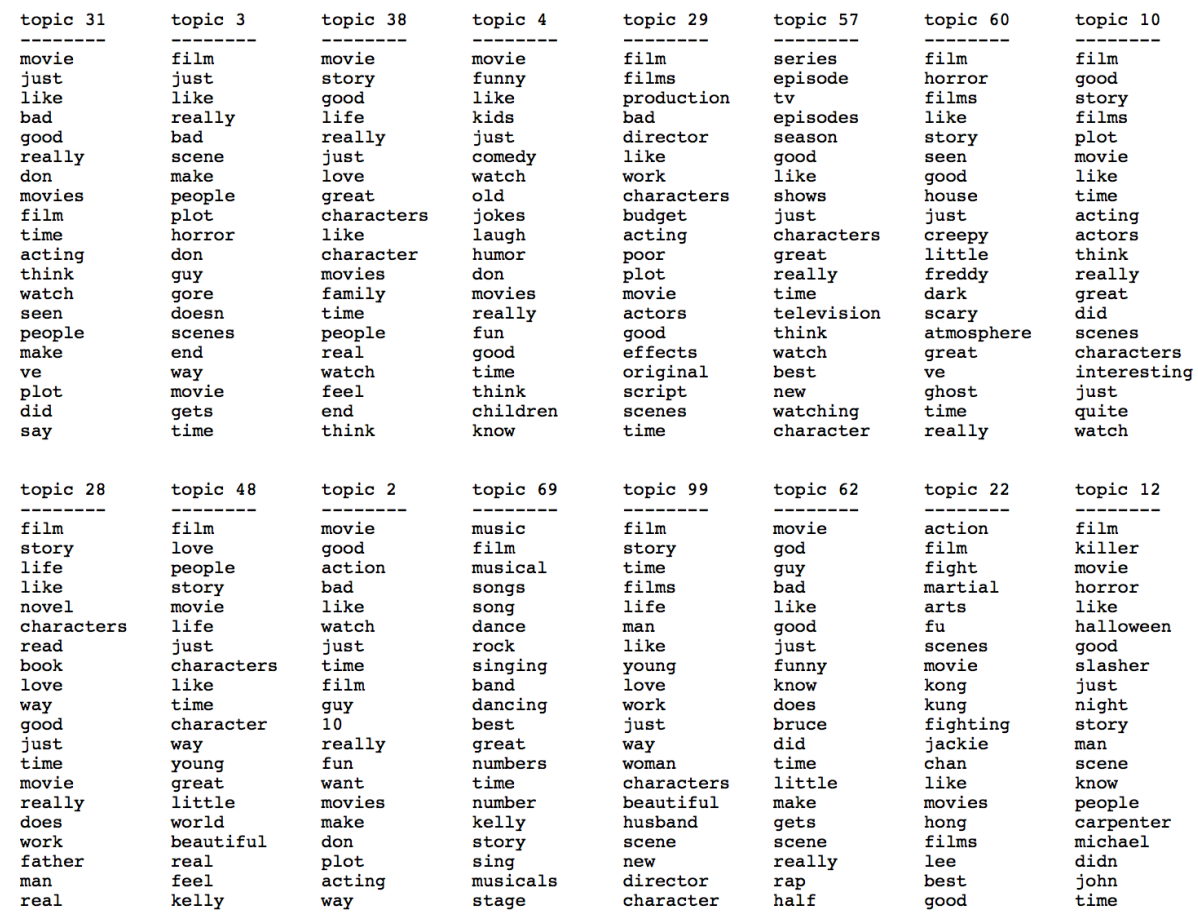 topic 31 topic 3 topic 38 topic 4 topic 29 topic 57 topic 60 topic 10
-------- -------- -------- -------- -------- -------- -------- --------
movie film movie movie film series film film
just just story funny films episode horror good
like like good like production tv films story
bad really life kids bad episodes like films
good bad really just director season story plot
really scene just comedy like good seen movie
don make love watch work like good like
movies people great old characters shows house time
film plot characters jokes budget just just acting
time horror like laugh acting characters creepy actors
acting don character humor poor great little think
think guy movies don plot really freddy really
watch gore family movies movie time dark great
seen doesn time really actors television scary did
people scenes people fun good think atmosphere scenes
make end real good effects watch great characters
ve way watch time original best ve interesting
plot movie feel think script new ghost just
did gets end children scenes watching time quite
say time think know time character really watch
topic 28 topic 48 topic 2 topic 69 topic 99 topic 62 topic 22 topic 12
-------- -------- -------- -------- -------- -------- -------- --------
film film movie music film movie action film
story love good film story god film killer
life people action musical time guy fight movie
like story bad songs films bad martial horror
novel movie like song life like arts like
characters life watch dance man good fu halloween
read just just rock like just scenes good
book characters time singing young funny movie slasher
love like film band love know kong just
way time guy dancing work does kung night
good character 10 best just bruce fighting story
just way really great way did jackie man
time young fun numbers woman time chan scene
movie great want time characters little like know
really little movies number beautiful make movies people
does world make kelly husband gets hong carpenter
work beautiful don story scene scene films michael
father real plot sing new really lee didn
man feel acting musicals director rap best john
real kelly way stage character half good time